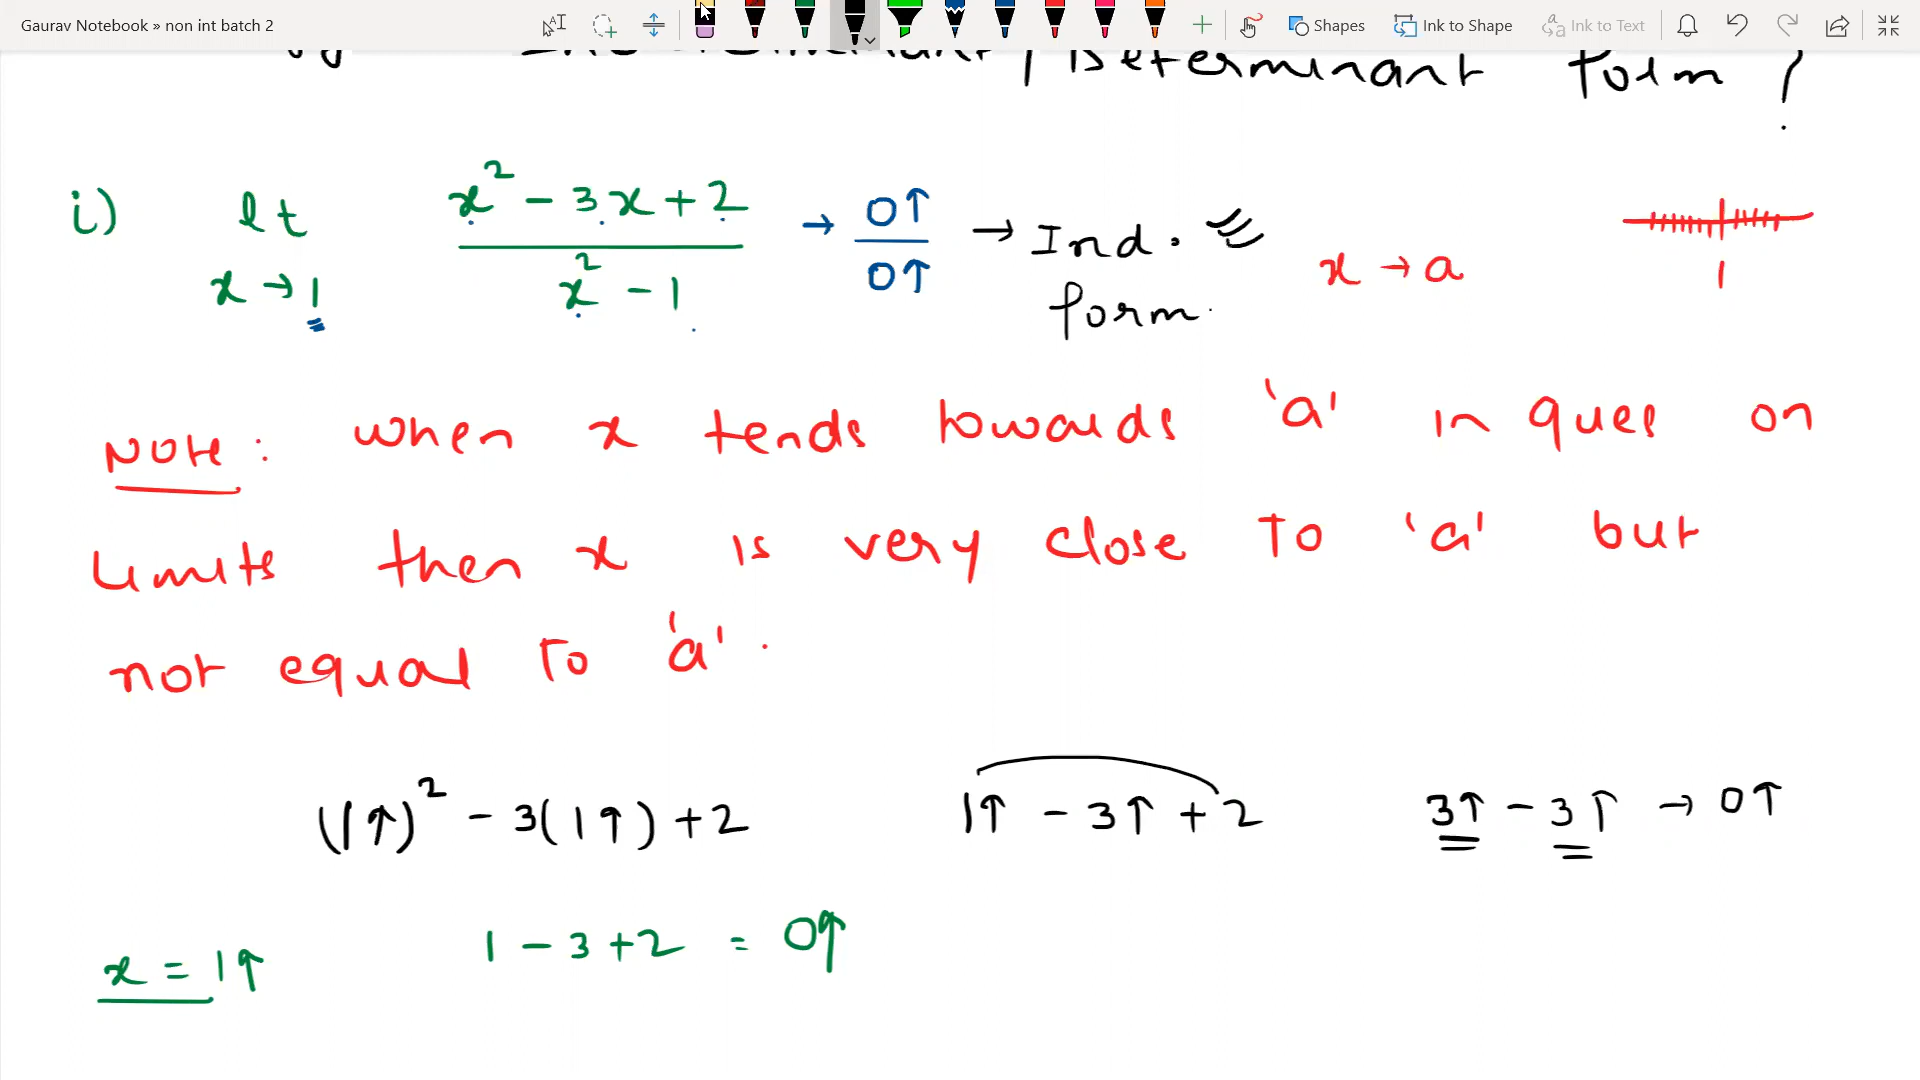 Gaurav Notebook » non int batch 2
Shapes
Ink to Shape
Ink to Text
Determinant form ?
i) lt x→1 x² - 3x + 2 / x² - 1 → 0↑ / 0↑ → Ind. form.
x → a
1
NOTE: when x tends towards 'a' in ques on
limits then x is very close to 'a' but
not equal to 'a'.
(1↑)² - 3(1↑) + 2
1↑ - 3↑ + 2
3↑ - 3↑ → 0↑
x = 1↑
1 - 3 + 2 = 0↑